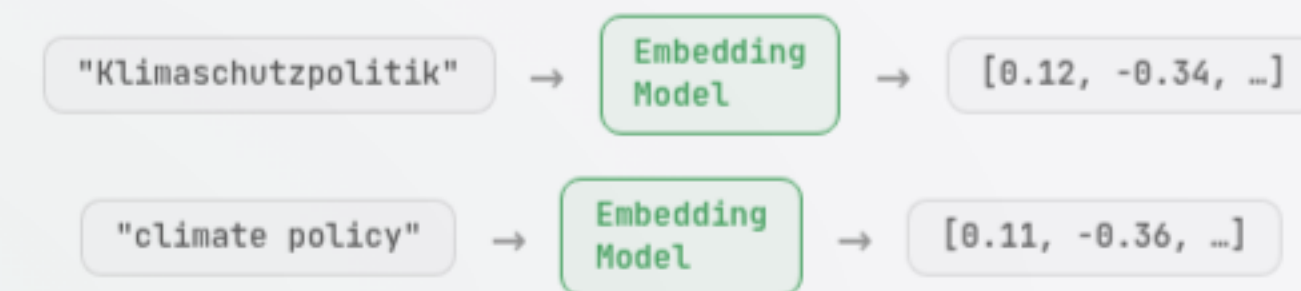 "Klimaschutzpolitik" → Embedding Model → [0.12, -0.34, …]
"climate policy" → Embedding Model → [0.11, -0.36, …]